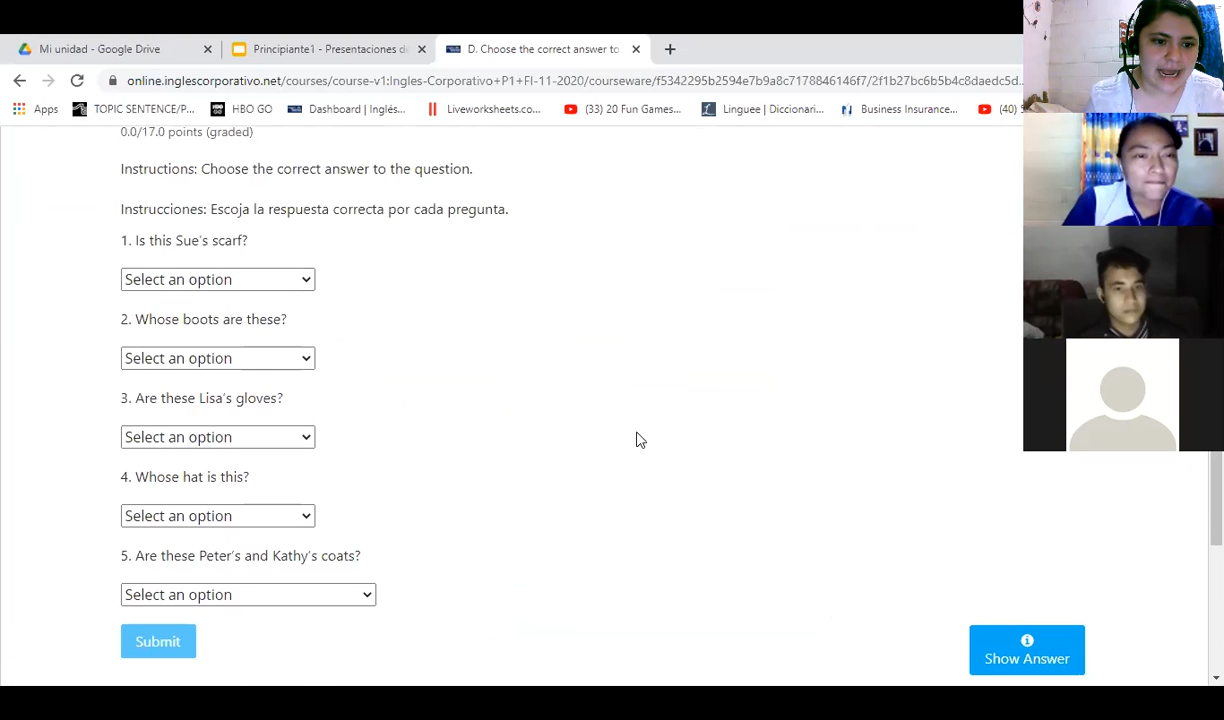 Mi unidad - Google Drive
Principiante1 - Presentaciones de
D. Choose the correct answer to
online.inglescorporativo.net/courses/course-v1:Ingles-Corporativo+P1+FI-11-2020/courseware/f5342295b2594e7b9a8c7178846146f7/2f1b27bc6b5b4c8daedc5d...
Apps
TOPIC SENTENCE/P...
HBO GO
Dashboard | Inglés...
Liveworksheets.co...
(33) 20 Fun Games...
Linguee | Diccionari...
Business Insurance...
(40)
0.0/17.0 points (graded)
Instructions: Choose the correct answer to the question.
Instrucciones: Escoja la respuesta correcta por cada pregunta.
1. Is this Sue's scarf?
Select an option
2. Whose boots are these?
Select an option
3. Are these Lisa's gloves?
Select an option
4. Whose hat is this?
Select an option
5. Are these Peter's and Kathy's coats?
Select an option
Submit
Show Answer